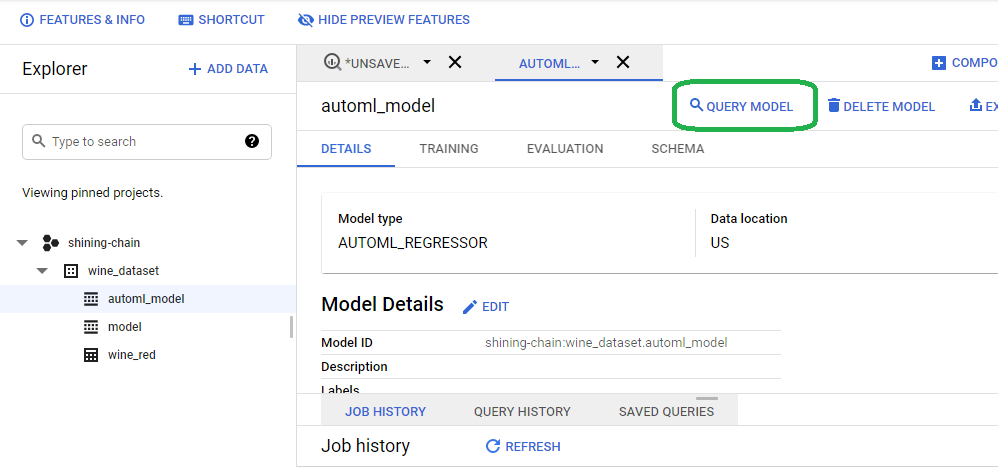 FEATURES & INFO SHORTCUT HIDE PREVIEW FEATURES
Explorer + ADD DATA
Type to search
Viewing pinned projects.
shining-chain
wine_dataset
automl_model
model
wine_red
*UNSAVE... AUTOML... COMPO
automl_model QUERY MODEL DELETE MODEL EX
DETAILS TRAINING EVALUATION SCHEMA
Model type Data location
AUTOML_REGRESSOR US
Model Details EDIT
Model ID shining-chain:wine_dataset.automl_model
Description
Labels
JOB HISTORY QUERY HISTORY SAVED QUERIES
Job history REFRESH